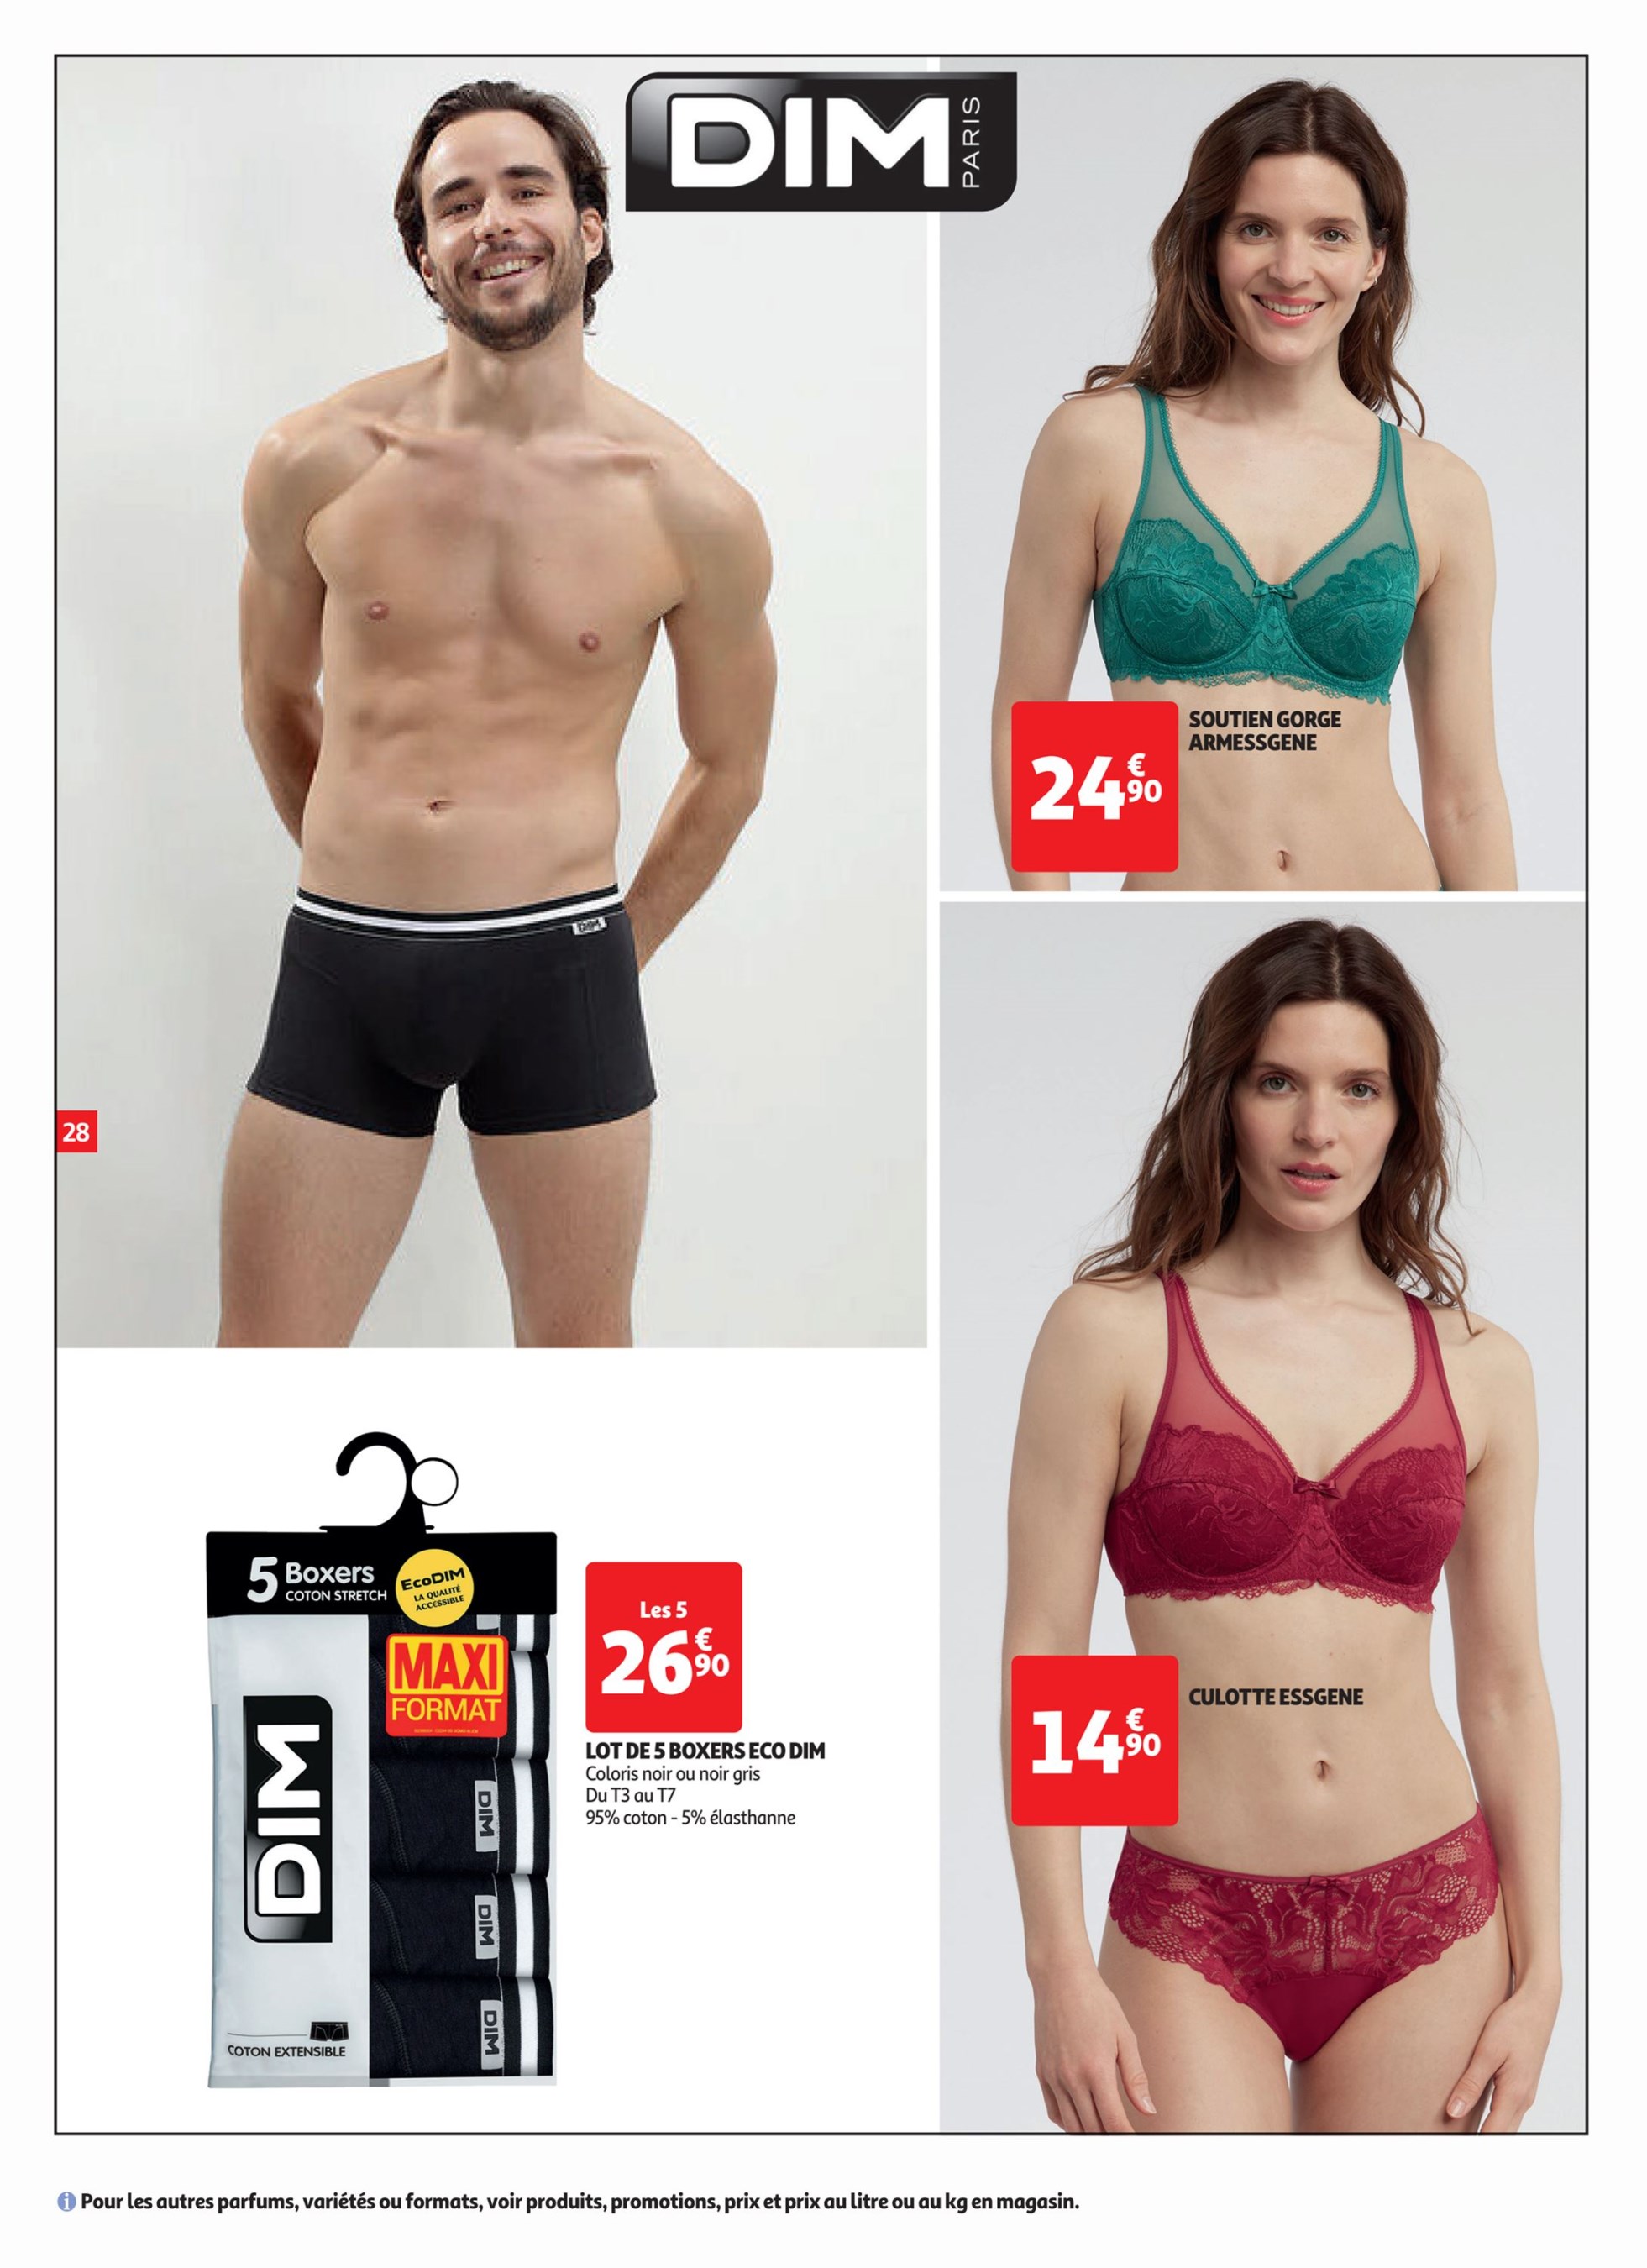 DIM
PARIS
SOUTIEN GORGE
ARMESSGENE
24€90
28
DIM
5 Boxers
COTON STRETCH
EcoDIM
LA QUALITÉ
ACCESSIBLE
MAXI
FORMAT
DIM
DIM
DIM
DIM
COTON EXTENSIBLE
Les 5
26€90
LOT DE 5 BOXERS ECO DIM
Coloris noir ou noir gris
Du T3 au T7
95% coton - 5% élasthanne
CULOTTE ESSGENE
14€90
Pour les autres parfums, variétés ou formats, voir produits, promotions, prix et prix au litre ou au kg en magasin.